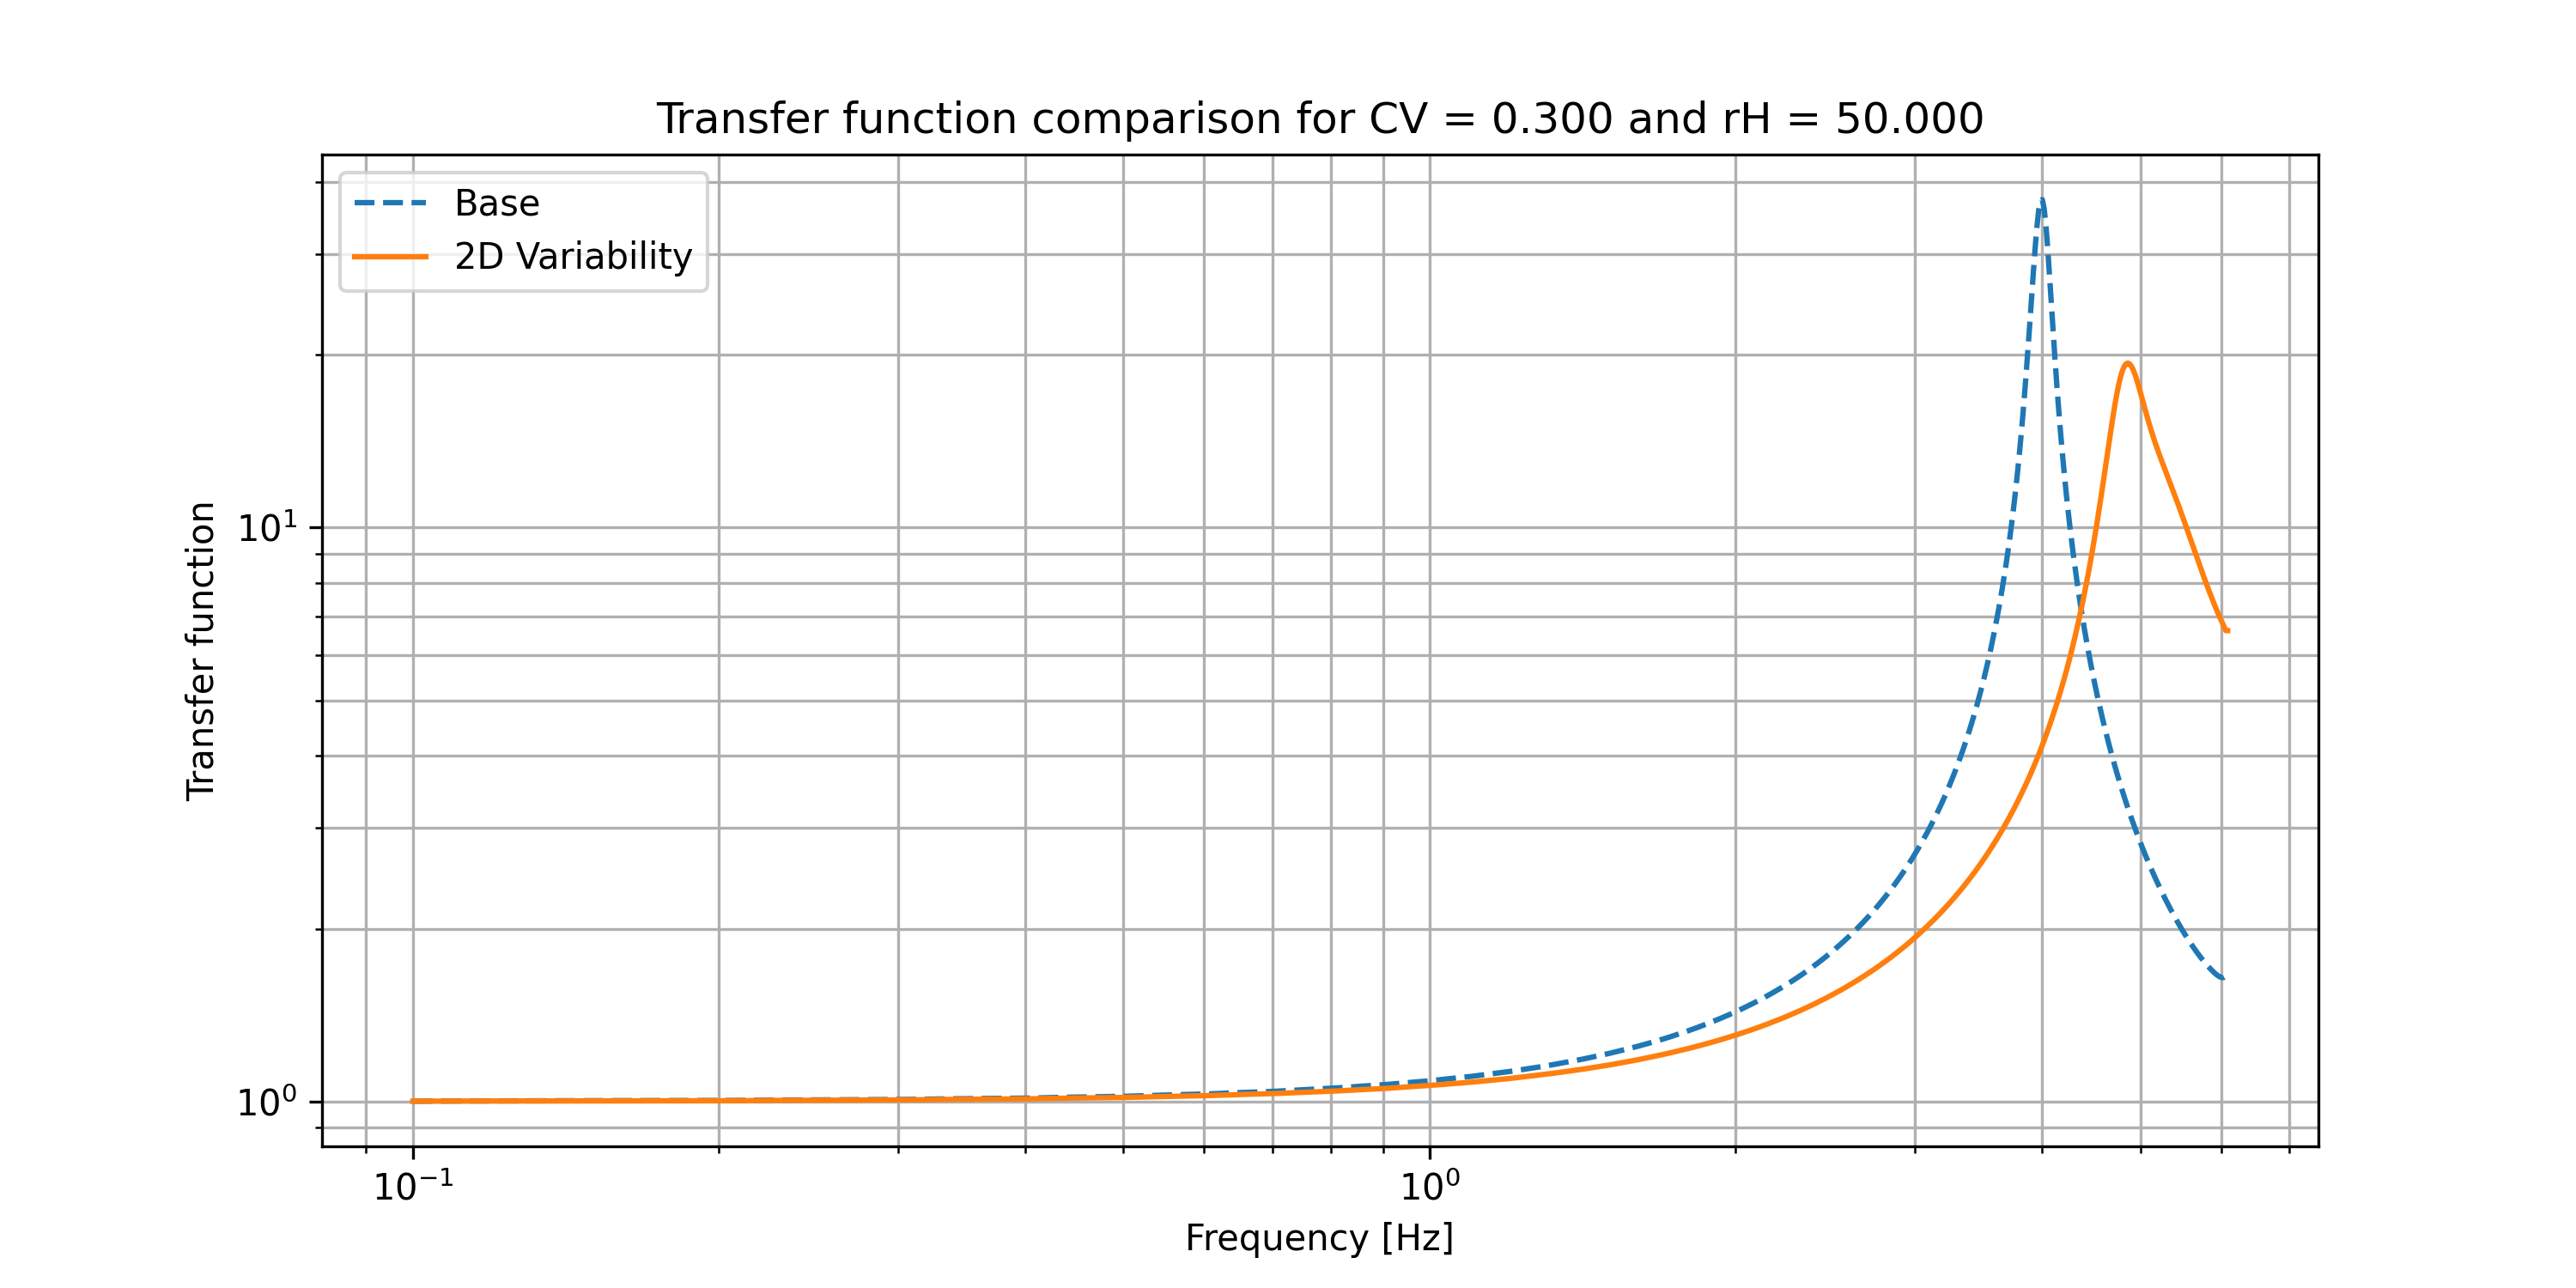 Transfer function comparison for CV = 0.300 and rH = 50.000
Base
2D Variability
Transfer function
10¹
10⁰
10⁻¹
10⁰
Frequency [Hz]